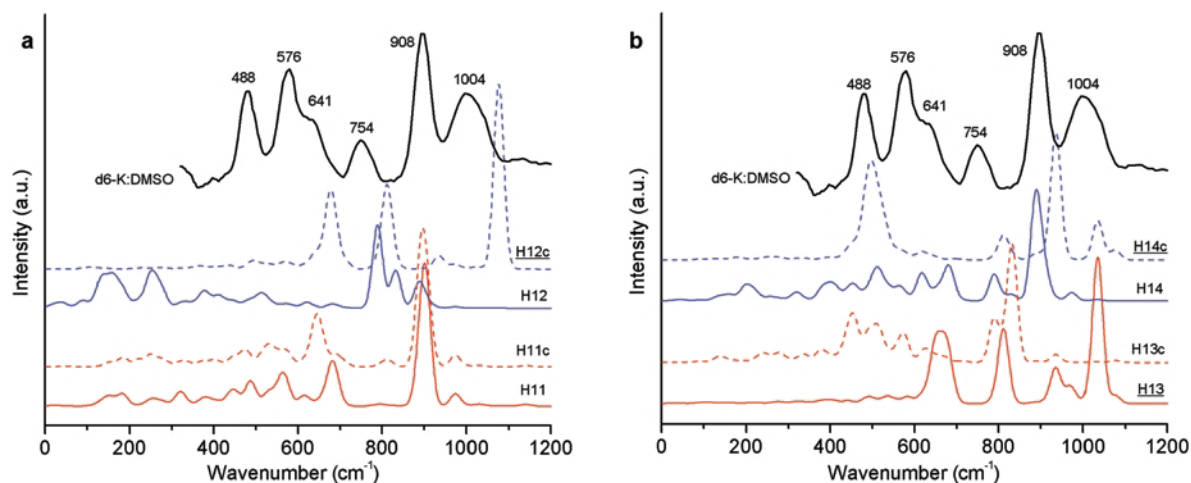 a
488
576
641
754
908
1004
d6-K:DMSO
H12c
H12
H11c
H11
Intensity (a.u.)
0 200 400 600 800 1000 1200
Wavenumber (cm⁻¹)
b
488
576
641
754
908
1004
d6-K:DMSO
H14c
H14
H13c
H13
Intensity (a.u.)
0 200 400 600 800 1000 1200
Wavenumber (cm⁻¹)